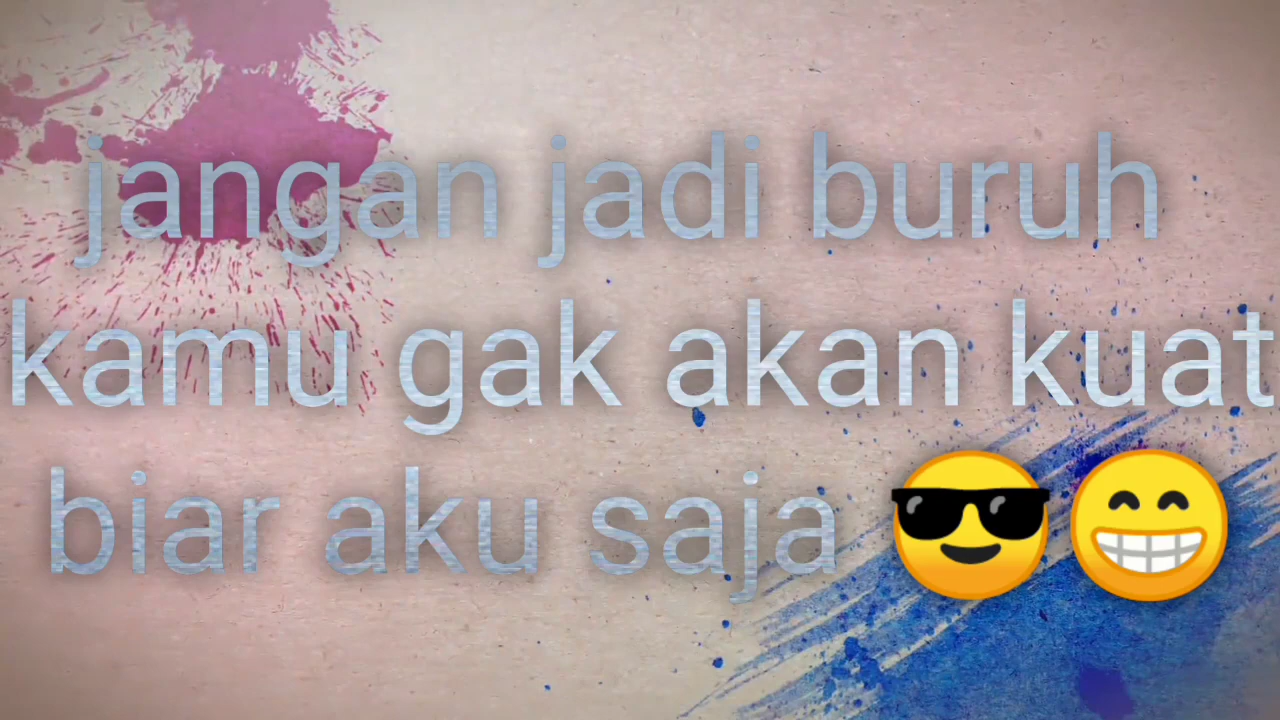 jangan jadi buruh
kamu gak akan kuat
biar aku saja 😎😁